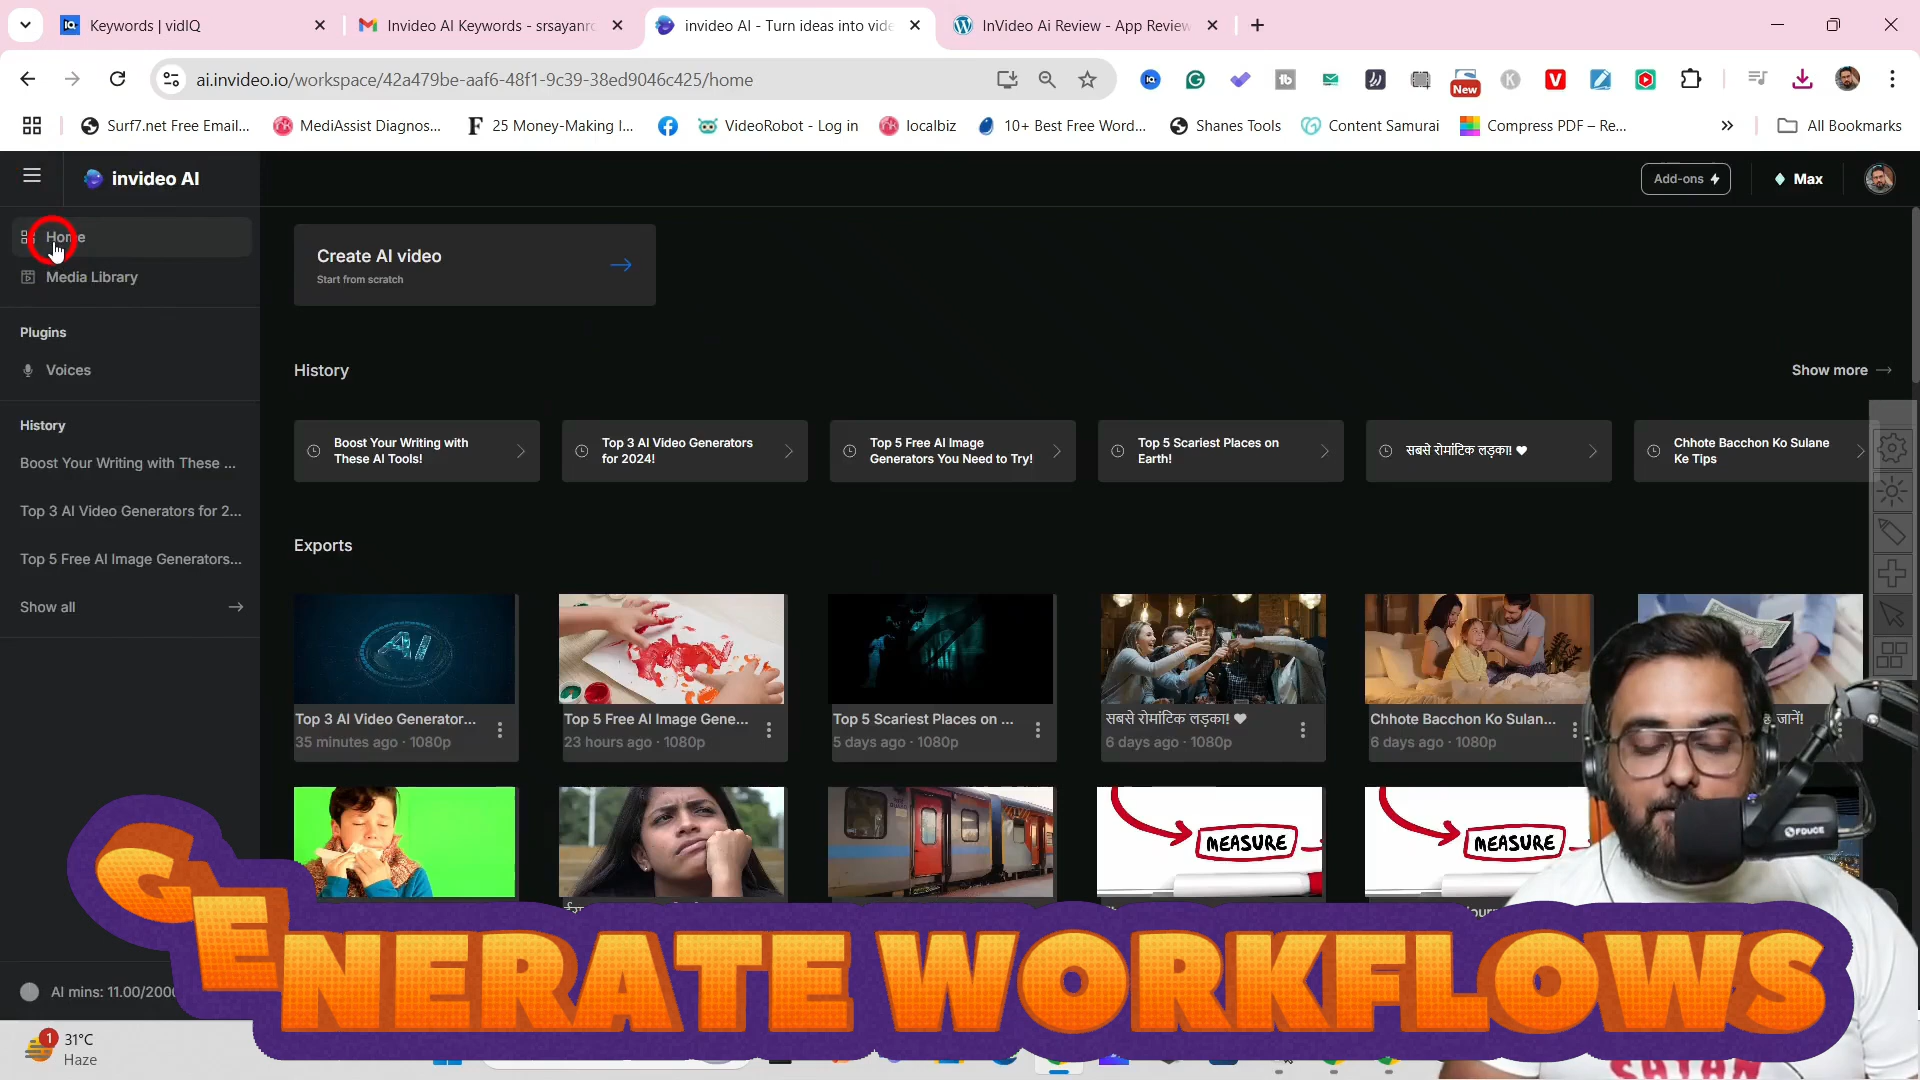 Keywords | vidIQ
Invideo AI Keywords - srsayanr
invideo AI - Turn ideas into vide
InVideo Ai Review - App Review
ai.invideo.io/workspace/42a479be-aaf6-48f1-9c39-38ed9046c425/home
New
Surf7.net Free Email...
MediAssist Diagnos...
25 Money-Making I...
VideoRobot - Log in
localbiz
10+ Best Free Word...
Shanes Tools
Content Samurai
Compress PDF – Re...
All Bookmarks
invideo AI
Add-ons
Max
Home
Media Library
Plugins
Voices
History
Boost Your Writing with These ...
Top 3 AI Video Generators for 2...
Top 5 Free AI Image Generators...
Show all
Create AI video
Start from scratch
History
Show more
Boost Your Writing with
These AI Tools!
Top 3 AI Video Generators
for 2024!
Top 5 Free AI Image
Generators You Need to Try!
Top 5 Scariest Places on
Earth!
सबसे रोमांटिक लड़का! ♥
Chhote Bacchon Ko Sulane
Ke Tips
Exports
AI
Top 3 AI Video Generator...
35 minutes ago · 1080p
Top 5 Free AI Image Gene...
23 hours ago · 1080p
Top 5 Scariest Places on ...
5 days ago · 1080p
सबसे रोमांटिक लड़का! ♥
6 days ago · 1080p
Chhote Bacchon Ko Sulan...
6 days ago · 1080p
जानें!
MEASURE
MEASURE
FDUCE
GENERATE WORKFLOWS
AI mins: 11.00/200
1
31°C
Haze